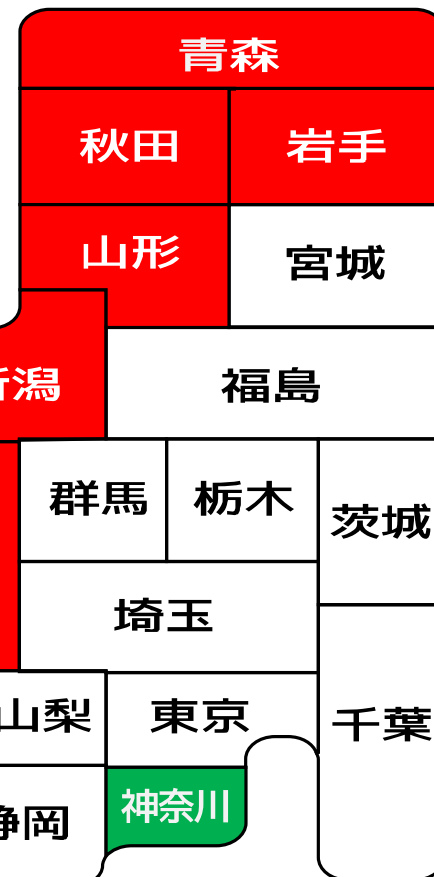 青森
秋田
岩手
山形
宮城
新潟
福島
群馬
栃木
茨城
埼玉
山梨
東京
千葉
神奈川
静岡